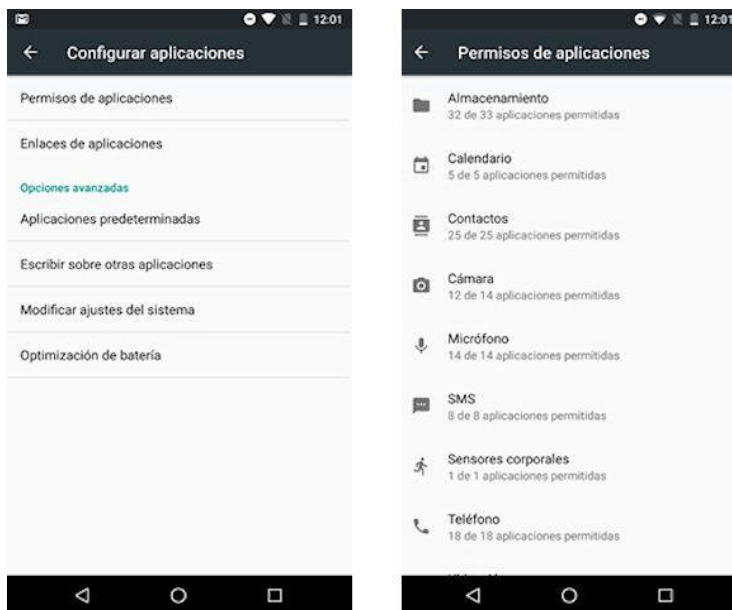 12:01
Configurar aplicaciones
Permisos de aplicaciones
Enlaces de aplicaciones
Opciones avanzadas
Aplicaciones predeterminadas
Escribir sobre otras aplicaciones
Modificar ajustes del sistema
Optimización de batería
12:01
Permisos de aplicaciones
Almacenamiento
32 de 33 aplicaciones permitidas
Calendario
5 de 5 aplicaciones permitidas
Contactos
25 de 25 aplicaciones permitidas
Cámara
12 de 14 aplicaciones permitidas
Micrófono
14 de 14 aplicaciones permitidas
SMS
8 de 8 aplicaciones permitidas
Sensores corporales
1 de 1 aplicaciones permitidas
Teléfono
18 de 18 aplicaciones permitidas